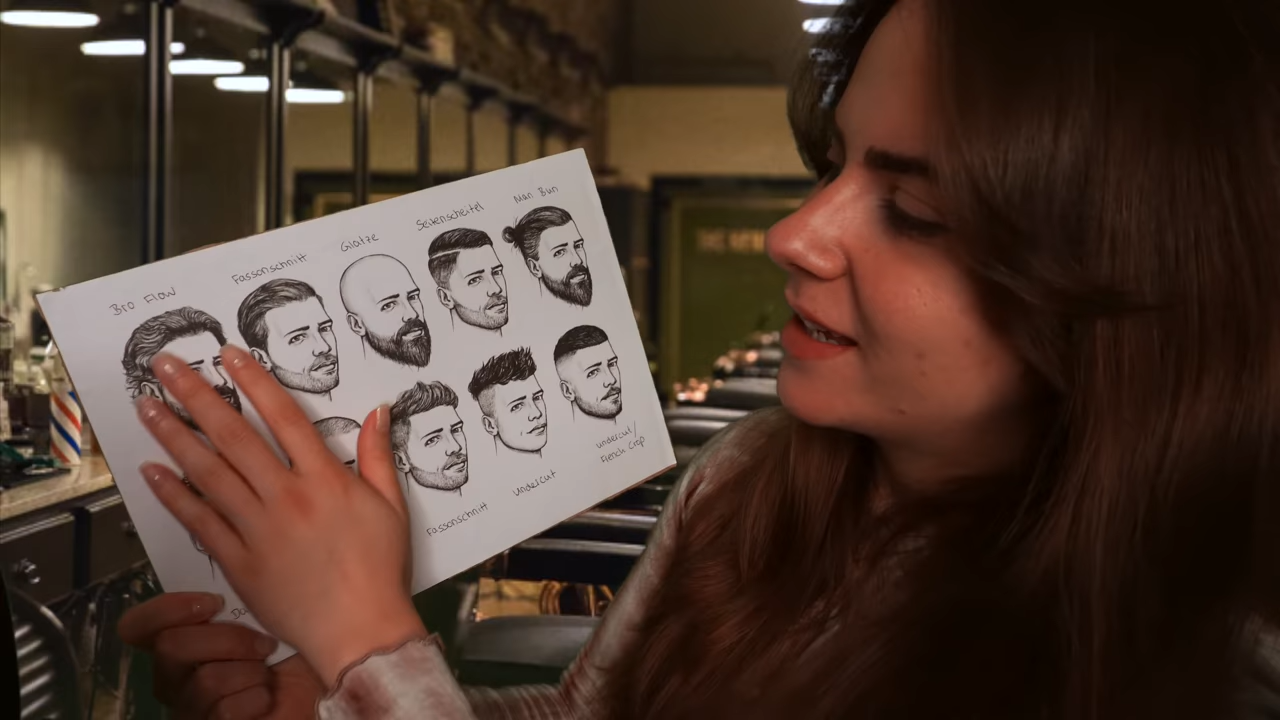 Bro Flow
Fassonschnitt
Glatze
Seitenscheitel
Man Bun
Fassonschnitt
Undercut
undercut/
French Crop